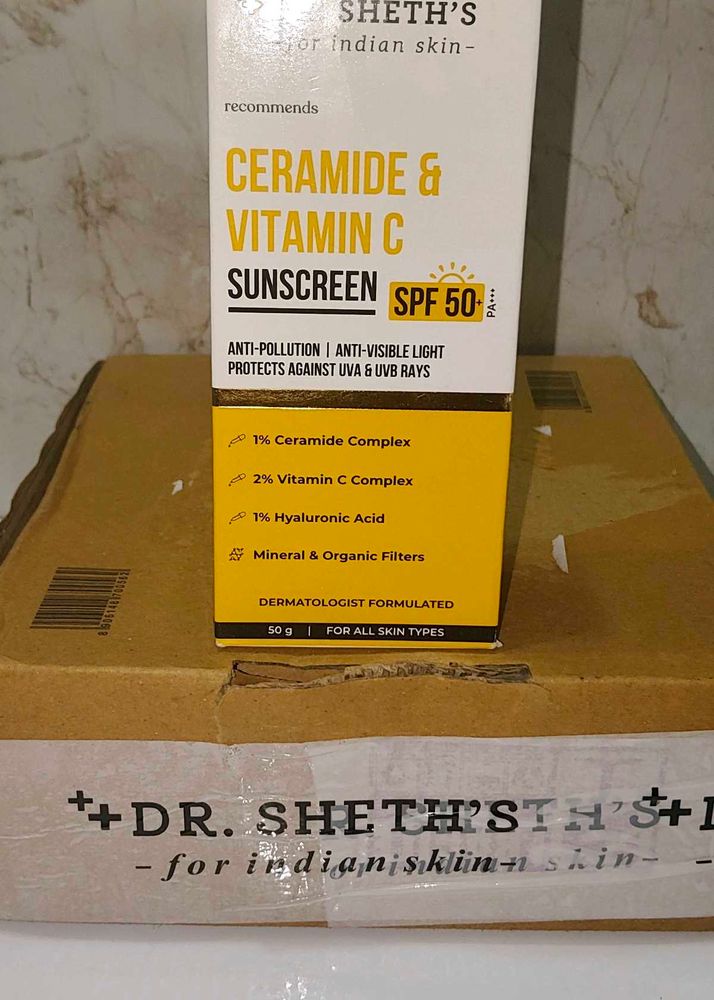 SHETH'S
-for indian skin-
recommends
CERAMIDE &
VITAMIN C
SUNSCREEN
SPF 50+
PA+++
ANTI-POLLUTION | ANTI-VISIBLE LIGHT
PROTECTS AGAINST UVA & UVB RAYS
1% Ceramide Complex
2% Vitamin C Complex
1% Hyaluronic Acid
Mineral & Organic Filters
DERMATOLOGIST FORMULATED
50 g | FOR ALL SKIN TYPES
DR. SHETH'S
-for indian skin-